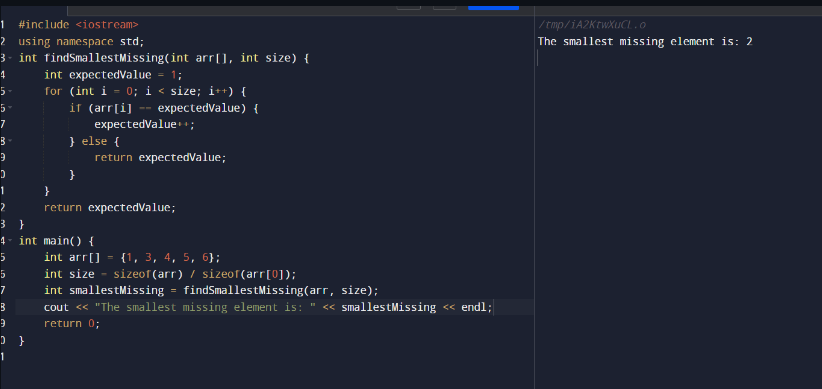 1 #include <iostream>
2 using namespace std;
3 int findSmallestMissing(int arr[], int size) {
4     int expectedValue = 1;
5     for (int i = 0; i < size; i++) {
6         if (arr[i] == expectedValue) {
7             expectedValue++;
8         } else {
9             return expectedValue;
0         }
1     }
2     return expectedValue;
3 }
4 int main() {
5     int arr[] = {1, 3, 4, 5, 6};
6     int size = sizeof(arr) / sizeof(arr[0]);
7     int smallestMissing = findSmallestMissing(arr, size);
8     cout << "The smallest missing element is: " << smallestMissing << endl;
9     return 0;
0 }
1
/tmp/iA2KtwXuCL.o
The smallest missing element is: 2